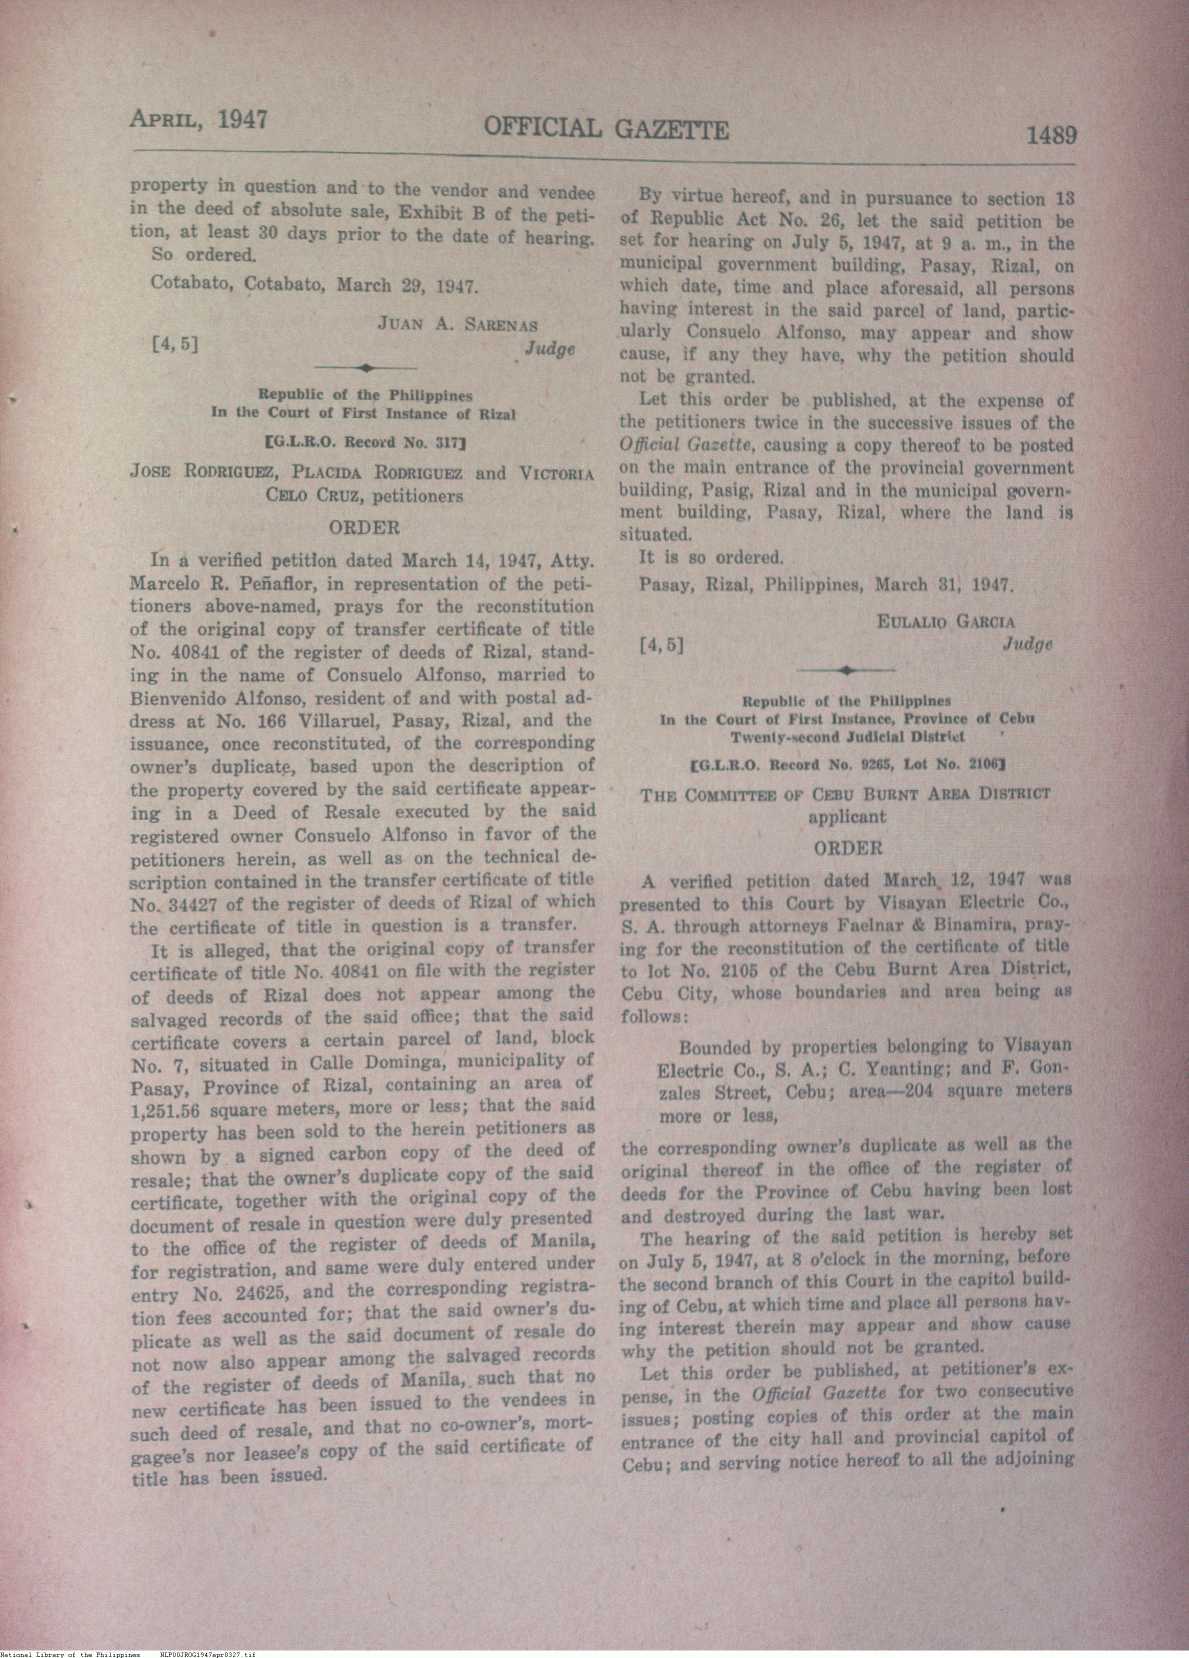 APRIL, 1947
OFFICIAL GAZETTE
1489
property in question and to the vendor and vendee
in the deed of absolute sale, Exhibit B of the peti-
tion, at least 30 days prior to the date of hearing.
So ordered.
Cotabato, Cotabato, March 29, 1947.
JUAN A. SARENAS
[4, 5]
Judge
Republic of the Philippines
In the Court of First Instance of Rizal
[G.L.R.O. Record No. 317]
JOSE RODRIGUEZ, PLACIDA RODRIGUEZ and VICTORIA
CELO CRUZ, petitioners
ORDER
In a verified petition dated March 14, 1947, Atty.
Marcelo R. Peñaflor, in representation of the peti-
tioners above-named, prays for the reconstitution
of the original copy of transfer certificate of title
No. 40841 of the register of deeds of Rizal, stand-
ing in the name of Consuelo Alfonso, married to
Bienvenido Alfonso, resident of and with postal ad-
dress at No. 166 Villaruel, Pasay, Rizal, and the
issuance, once reconstituted, of the corresponding
owner's duplicate, based upon the description of
the property covered by the said certificate appear-
ing in a Deed of Resale executed by the said
registered owner Consuelo Alfonso in favor of the
petitioners herein, as well as on the technical de-
scription contained in the transfer certificate of title
No. 34427 of the register of deeds of Rizal of which
the certificate of title in question is a transfer.
It is alleged, that the original copy of transfer
certificate of title No. 40841 on file with the register
of deeds of Rizal does not appear among the
salvaged records of the said office; that the said
certificate covers a certain parcel of land, block
No. 7, situated in Calle Dominga, municipality of
Pasay, Province of Rizal, containing an area of
1,251.56 square meters, more or less; that the said
property has been sold to the herein petitioners as
shown by a signed carbon copy of the deed of
resale; that the owner's duplicate copy of the said
certificate, together with the original copy of the
document of resale in question were duly presented
to the office of the register of deeds of Manila,
for registration, and same were duly entered under
entry No. 24625, and the corresponding registra-
tion fees accounted for; that the said owner's du-
plicate as well as the said document of resale do
not now also appear among the salvaged records
of the register of deeds of Manila, such that no
new certificate has been issued to the vendees in
such deed of resale, and that no co-owner's, mort-
gagee's nor leasee's copy of the said certificate of
title has been issued.
By virtue hereof, and in pursuance to section 13
of Republic Act No. 26, let the said petition be
set for hearing on July 5, 1947, at 9 a. m., in the
municipal government building, Pasay, Rizal, on
which date, time and place aforesaid, all persons
having interest in the said parcel of land, partic-
ularly Consuelo Alfonso, may appear and show
cause, if any they have, why the petition should
not be granted.
Let this order be published, at the expense of
the petitioners twice in the successive issues of the
Official Gazette, causing a copy thereof to be posted
on the main entrance of the provincial government
building, Pasig, Rizal and in the municipal govern-
ment building, Pasay, Rizal, where the land is
situated.
It is so ordered.
Pasay, Rizal, Philippines, March 31, 1947.
EULALIO GARCIA
[4, 5]
Judge
Republic of the Philippines
In the Court of First Instance, Province of Cebu
Twenty-second Judicial District
[G.L.R.O. Record No. 9265, Lot No. 2106]
THE COMMITTEE OF CEBU BURNT AREA DISTRICT
applicant
ORDER
A verified petition dated March 12, 1947 was
presented to this Court by Visayan Electric Co.,
S. A. through attorneys Faelnar & Binamira, pray-
ing for the reconstitution of the certificate of title
to lot No. 2105 of the Cebu Burnt Area District,
Cebu City, whose boundaries and area being as
follows:
Bounded by properties belonging to Visayan
Electric Co., S. A.; C. Yeanting; and F. Gon-
zales Street, Cebu; area—204 square meters
more or less,
the corresponding owner's duplicate as well as the
original thereof in the office of the register of
deeds for the Province of Cebu having been lost
and destroyed during the last war.
The hearing of the said petition is hereby set
on July 5, 1947, at 8 o'clock in the morning, before
the second branch of this Court in the capitol build-
ing of Cebu, at which time and place all persons hav-
ing interest therein may appear and show cause
why the petition should not be granted.
Let this order be published, at petitioner's ex-
pense, in the Official Gazette for two consecutive
issues; posting copies of this order at the main
entrance of the city hall and provincial capitol of
Cebu; and serving notice hereof to all the adjoining
National Library of the Philippines NLP00JROG1947apr0327.tif